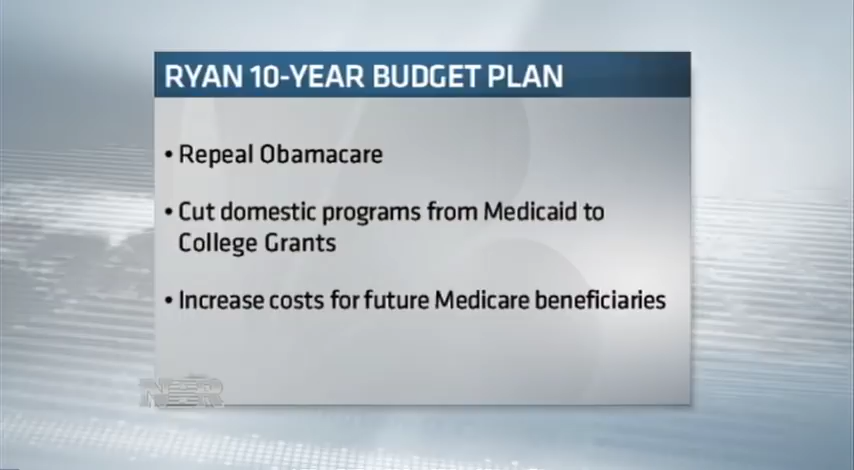 RYAN 10-YEAR BUDGET PLAN
• Repeal Obamacare
• Cut domestic programs from Medicaid to
College Grants
• Increase costs for future Medicare beneficiaries